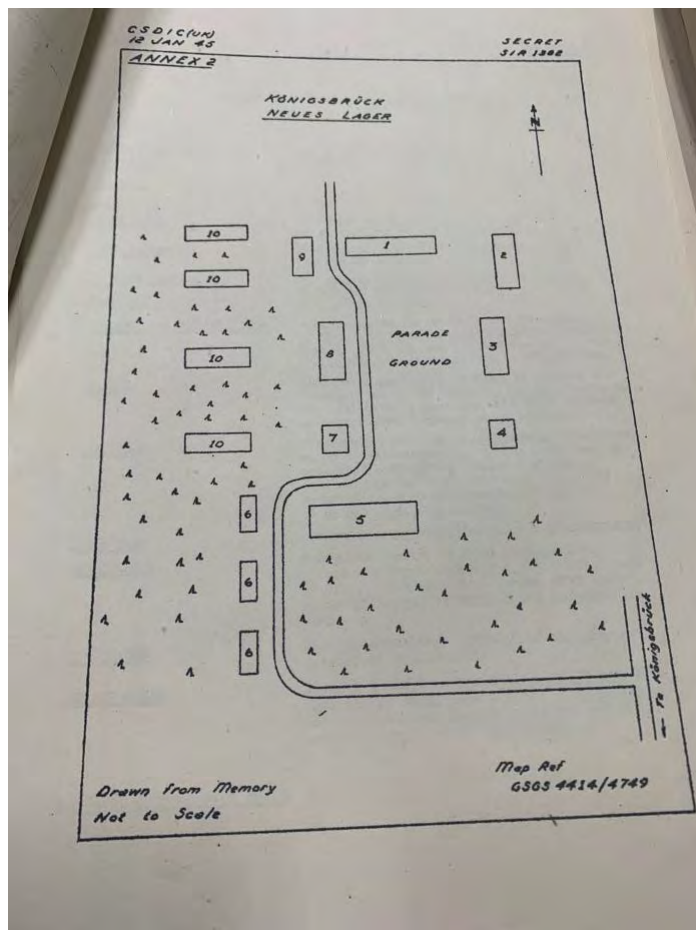 CSDIC(UK)
12 JAN 45
SECRET
SIR 1302
ANNEX 2
KÖNIGSBRÜCK
NEUES LAGER
N
10
9
1
2
10
8
PARADE
GROUND
3
10
7
4
10
6
5
6
6
← To Königsbrück
Drawn from Memory
Not to Scale
Map Ref
GSGS 4414/4749